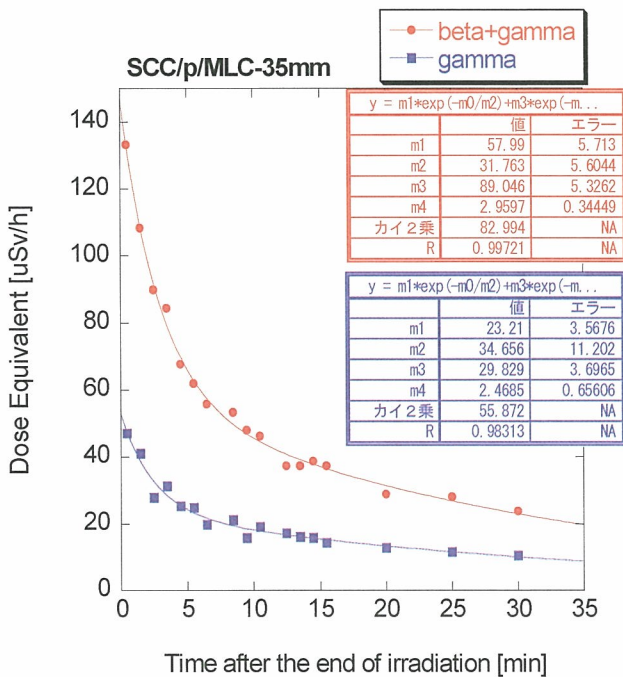 beta+gamma
gamma
SCC/p/MLC-35mm
y = m1*exp(-m0/m2)+m3*exp(-m...
値 エラー
m1 57.99 5.713
m2 31.763 5.6044
m3 89.046 5.3262
m4 2.9597 0.34449
カイ2乗 82.994 NA
R 0.99721 NA
y = m1*exp(-m0/m2)+m3*exp(-m...
値 エラー
m1 23.21 3.5676
m2 34.656 11.202
m3 29.829 3.6965
m4 2.4685 0.65606
カイ2乗 55.872 NA
R 0.98313 NA
Dose Equivalent [uSv/h]
140
120
100
80
60
40
20
0
0 5 10 15 20 25 30 35
Time after the end of irradiation [min]